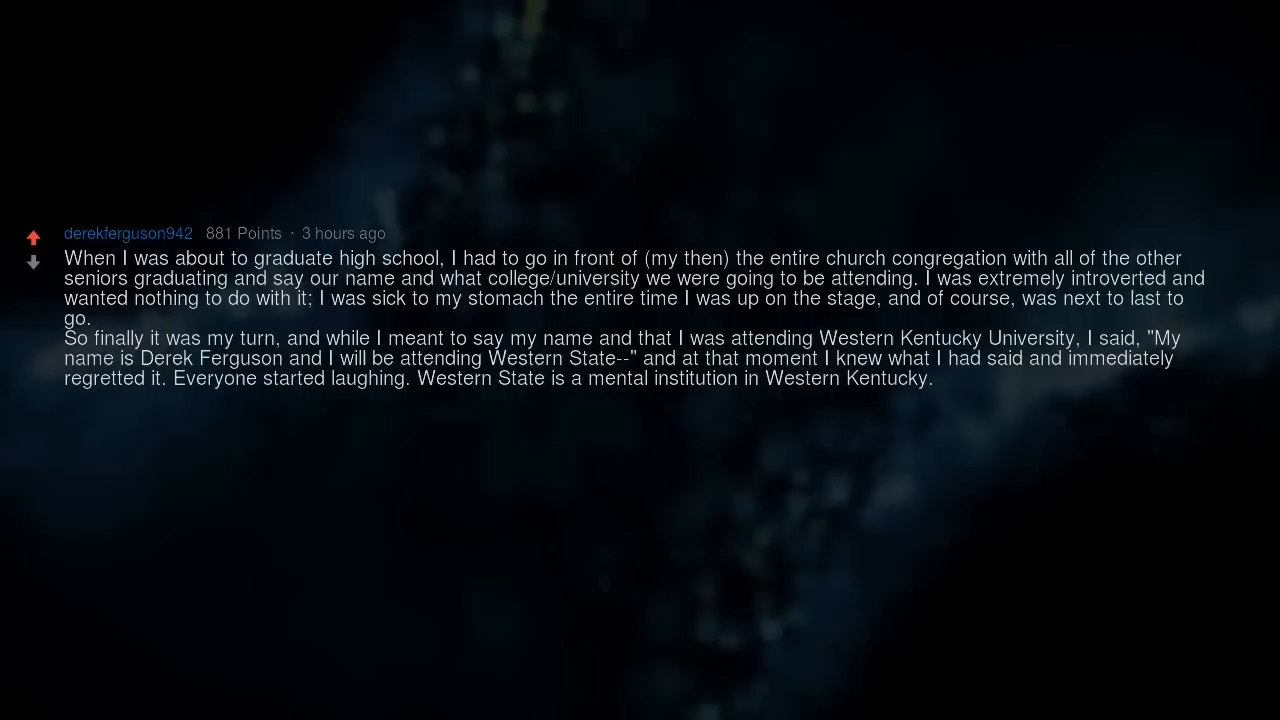 derekferguson942 881 Points · 3 hours ago
When I was about to graduate high school, I had to go in front of (my then) the entire church congregation with all of the other
seniors graduating and say our name and what college/university we were going to be attending. I was extremely introverted and
wanted nothing to do with it; I was sick to my stomach the entire time I was up on the stage, and of course, was next to last to
go.
So finally it was my turn, and while I meant to say my name and that I was attending Western Kentucky University, I said, "My
name is Derek Ferguson and I will be attending Western State--" and at that moment I knew what I had said and immediately
regretted it. Everyone started laughing. Western State is a mental institution in Western Kentucky.